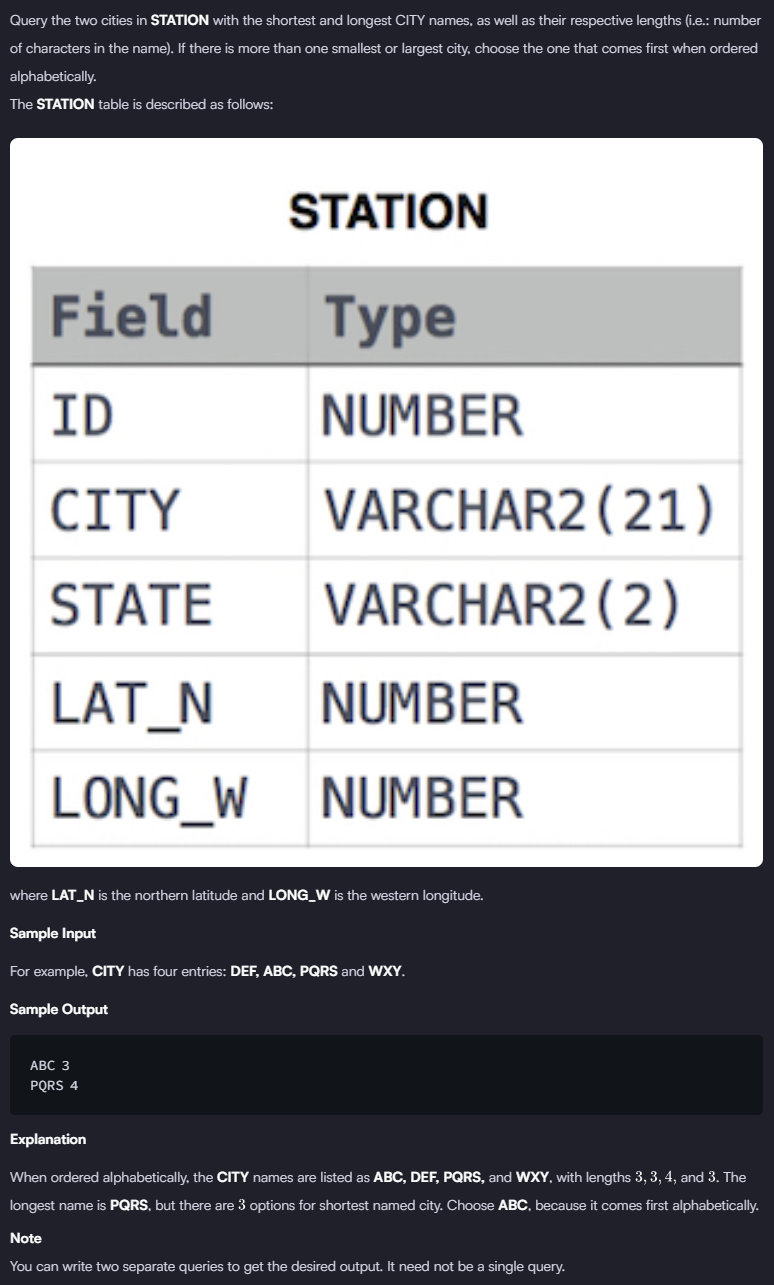 Query the two cities in STATION with the shortest and longest CITY names, as well as their respective lengths (i.e.: number
of characters in the name). If there is more than one smallest or largest city, choose the one that comes first when ordered
alphabetically.
The STATION table is described as follows:
STATION
Field Type
ID NUMBER
CITY VARCHAR2(21)
STATE VARCHAR2(2)
LAT_N NUMBER
LONG_W NUMBER
where LAT_N is the northern latitude and LONG_W is the western longitude.
Sample Input
For example, CITY has four entries: DEF, ABC, PQRS and WXY.
Sample Output
ABC 3
PQRS 4
Explanation
When ordered alphabetically, the CITY names are listed as ABC, DEF, PQRS, and WXY, with lengths 3, 3, 4, and 3. The
longest name is PQRS, but there are 3 options for shortest named city. Choose ABC, because it comes first alphabetically.
Note
You can write two separate queries to get the desired output. It need not be a single query.